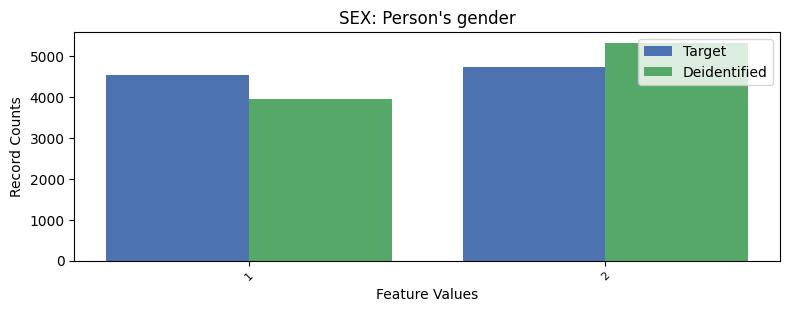 SEX: Person's gender
Target
Deidentified
Record Counts
5000
4000
3000
2000
1000
0
1
2
Feature Values